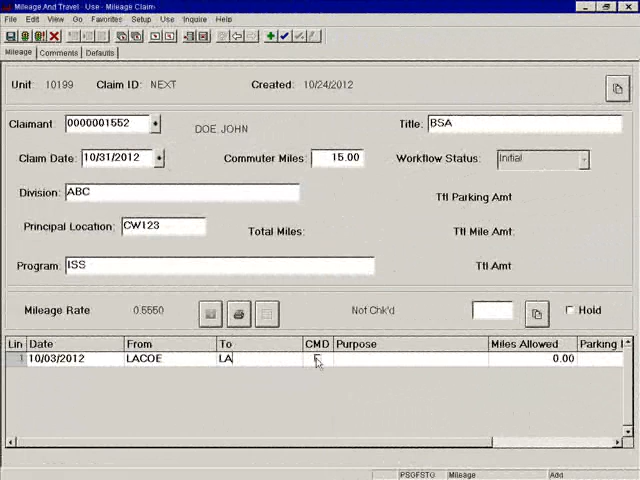 Mileage And Travel - Use - Mileage Claim
File Edit View Go Favorites Setup Use Inquire Help
Mileage Comments Defaults
Unit: 10199 Claim ID: NEXT Created: 10/24/2012
Claimant: 0000001552 DOE JOHN Title: BSA
Claim Date: 10/31/2012 Commuter Miles: 15.00 Workflow Status: Initial
Division: ABC Ttl Parking Amt
Principal Location: CW123 Total Miles: Ttl Mile Amt:
Program: ISS Ttl Amt:
Mileage Rate 0.5550 Not Chk'd Hold
Lin Date From To CMD Purpose Miles Allowed Parking
1 10/03/2012 LACOE LA 0.00
PSOFSTG Mileage Add